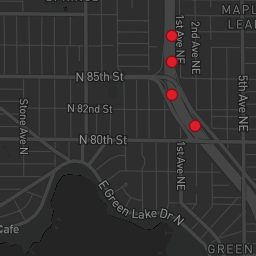 MAPL
LEA
1st Ave NE
2nd Ave NE
5th Ave NE
N 85th St
N 82nd St
Stone Ave N
N 80th St
1st Ave NE
E Green Lake Dr N
Cafe
GREEN